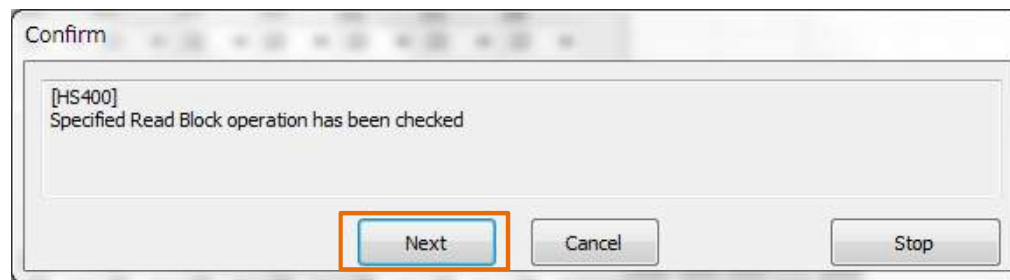 Confirm
[HS400]
Specified Read Block operation has been checked
Next Cancel Stop